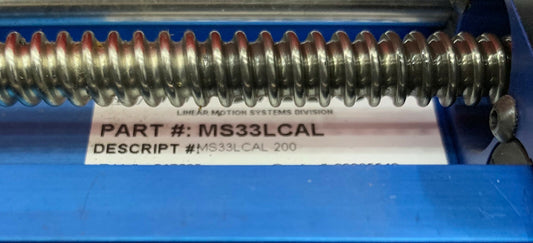 LINEAR MOTION SYSTEMS DIVISION
PART #: MS33LCAL
DESCRIPT #: MS33LCAL 200